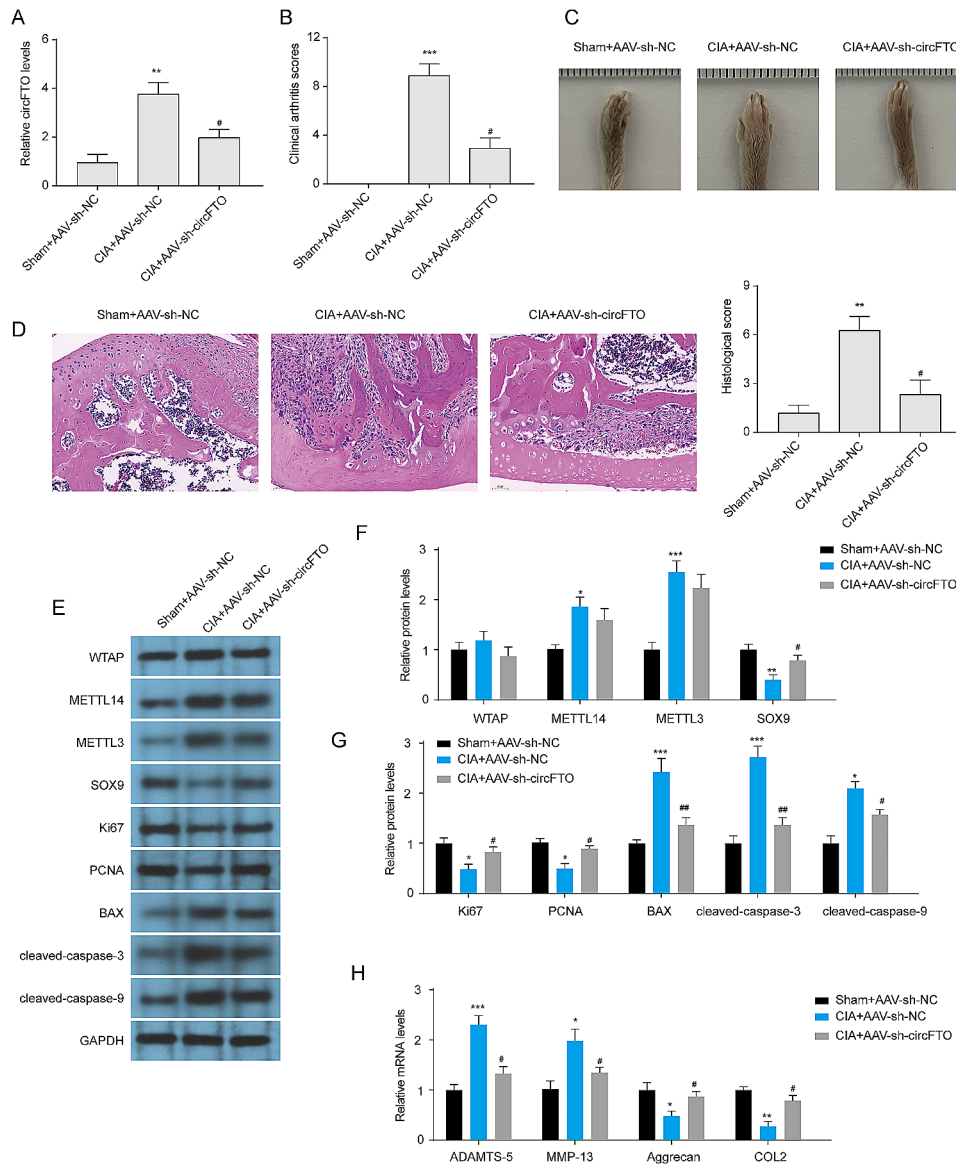 A
Relative circFTO levels
6
4
2
0
**
#
Sham+AAV-sh-NC
CIA+AAV-sh-NC
CIA+AAV-sh-circFTO
B
Clinical arthritis scores
12
9
6
3
0
***
#
Sham+AAV-sh-NC
CIA+AAV-sh-NC
CIA+AAV-sh-circFTO
C
Sham+AAV-sh-NC
CIA+AAV-sh-NC
CIA+AAV-sh-circFTO
D
Sham+AAV-sh-NC
CIA+AAV-sh-NC
CIA+AAV-sh-circFTO
Histological score
9
6
3
0
**
#
Sham+AAV-sh-NC
CIA+AAV-sh-NC
CIA+AAV-sh-circFTO
E
Sham+AAV-sh-NC
CIA+AAV-sh-NC
CIA+AAV-sh-circFTO
WTAP
METTL14
METTL3
SOX9
Ki67
PCNA
BAX
cleaved-caspase-3
cleaved-caspase-9
GAPDH
F
Relative protein levels
3
2
1
0
*
***
**
#
WTAP
METTL14
METTL3
SOX9
Sham+AAV-sh-NC
CIA+AAV-sh-NC
CIA+AAV-sh-circFTO
G
Relative protein levels
3
2
1
0
Sham+AAV-sh-NC
CIA+AAV-sh-NC
CIA+AAV-sh-circFTO
*
#
*
#
***
##
***
##
*
#
Ki67
PCNA
BAX
cleaved-caspase-3
cleaved-caspase-9
H
Relative mRNA levels
3
2
1
0
***
#
*
#
*
#
**
#
ADAMTS-5
MMP-13
Aggrecan
COL2
Sham+AAV-sh-NC
CIA+AAV-sh-NC
CIA+AAV-sh-circFTO